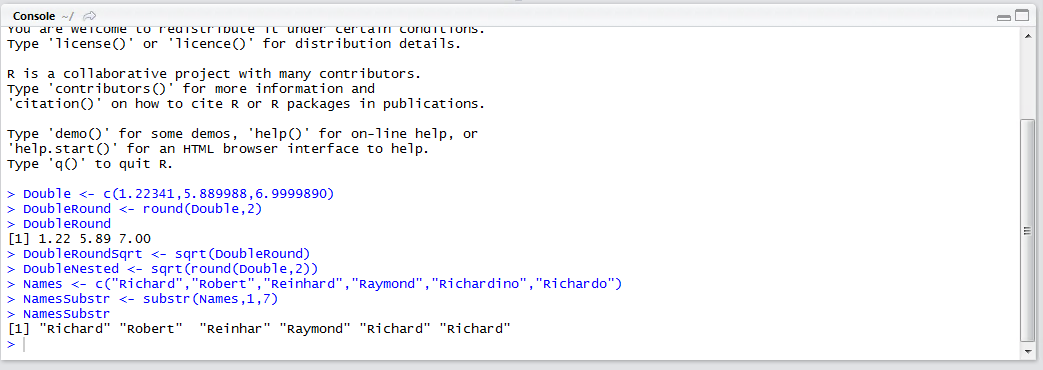 Console ~/
You are welcome to redistribute it under certain conditions.
Type 'license()' or 'licence()' for distribution details.
R is a collaborative project with many contributors.
Type 'contributors()' for more information and
'citation()' on how to cite R or R packages in publications.
Type 'demo()' for some demos, 'help()' for on-line help, or
'help.start()' for an HTML browser interface to help.
Type 'q()' to quit R.
> Double <- c(1.22341,5.889988,6.9999890)
> DoubleRound <- round(Double,2)
> DoubleRound
[1] 1.22 5.89 7.00
> DoubleRoundSqrt <- sqrt(DoubleRound)
> DoubleNested <- sqrt(round(Double,2))
> Names <- c("Richard","Robert","Reinhard","Raymond","Richardino","Richardo")
> NamesSubstr <- substr(Names,1,7)
> NamesSubstr
[1] "Richard" "Robert"  "Reinhar" "Raymond" "Richard" "Richard"
>